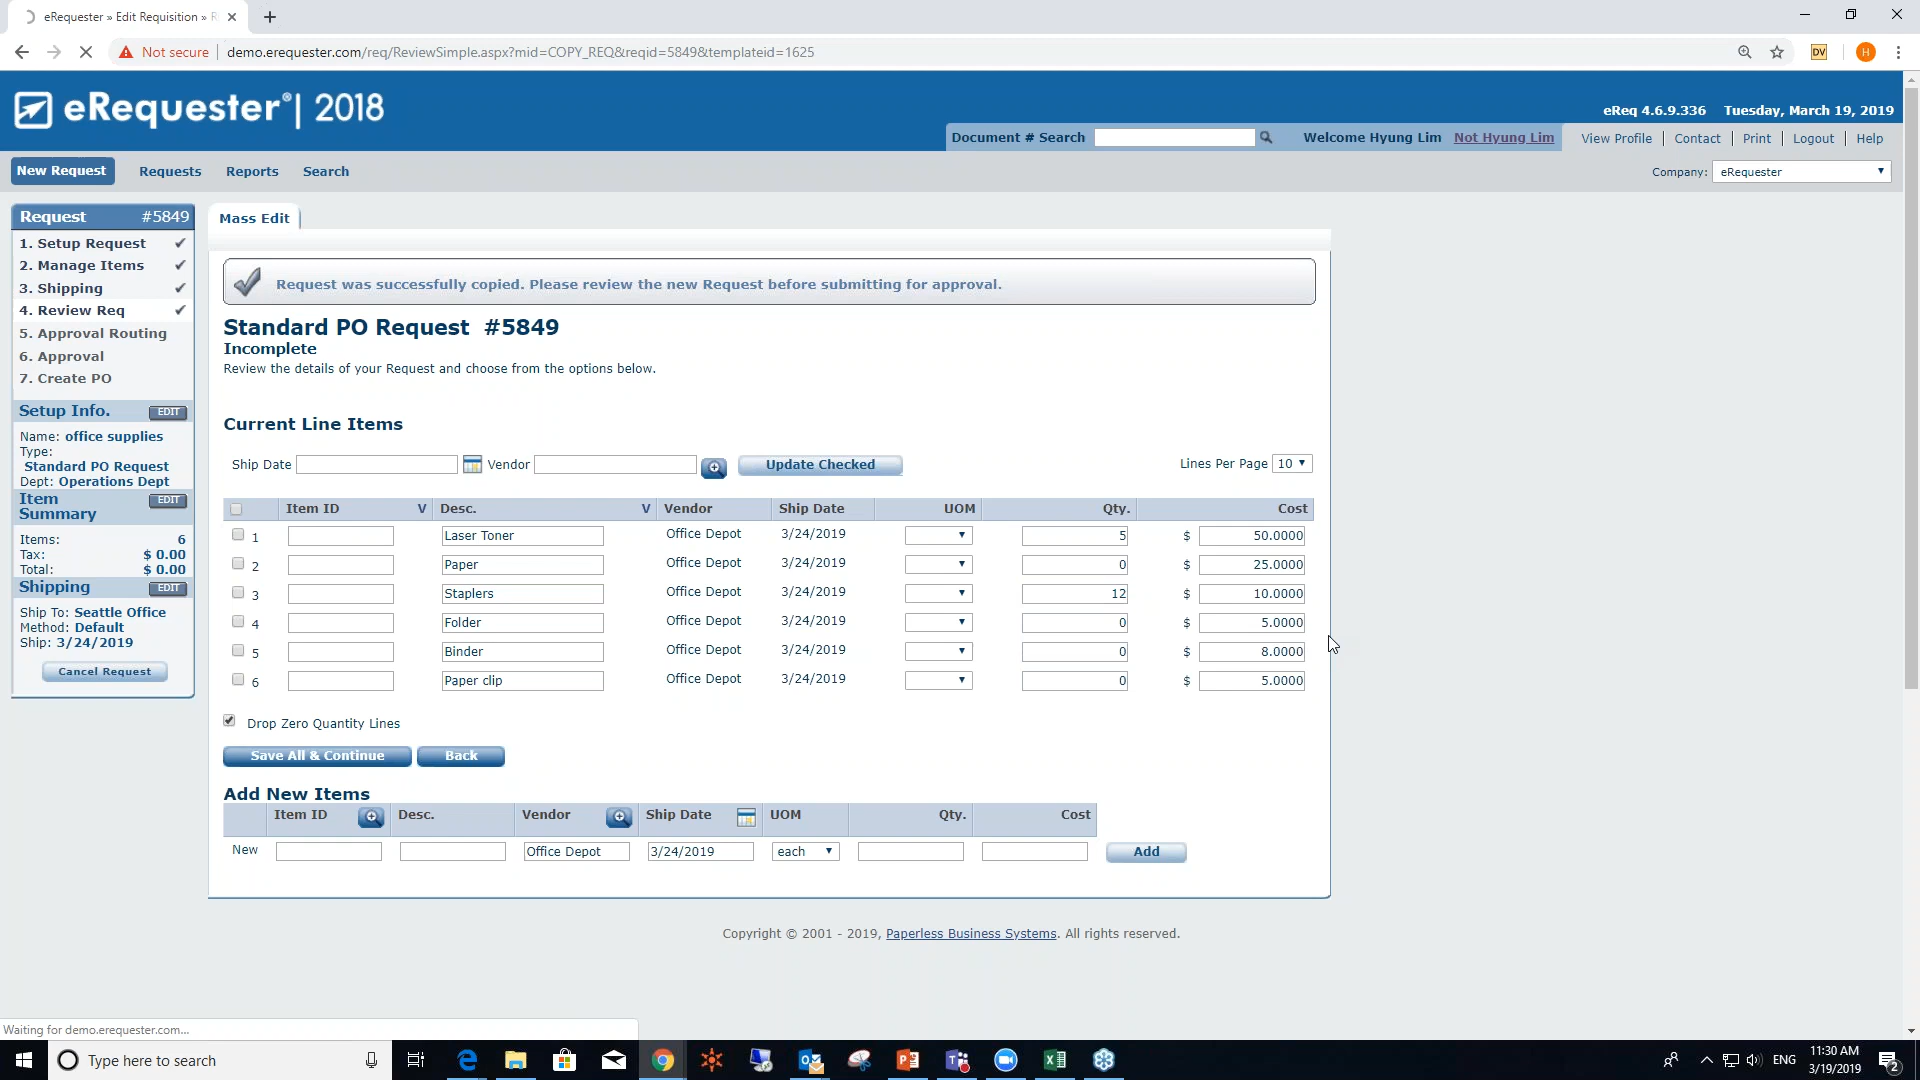 eRequester » Edit Requisition » R
Not secure demo.erequester.com/req/ReviewSimple.aspx?mid=COPY_REQ&reqid=5849&templateid=1625
DV
H
eRequester® | 2018
eReq 4.6.9.336 Tuesday, March 19, 2019
Document # Search Welcome Hyung Lim Not Hyung Lim View Profile Contact Print Logout Help
New Request Requests Reports Search
Company: eRequester
Request #5849
1. Setup Request ✔
2. Manage Items ✔
3. Shipping ✔
4. Review Req ✔
5. Approval Routing
6. Approval
7. Create PO
Setup Info. EDIT
Name: office supplies
Type:
Standard PO Request
Dept: Operations Dept
Item Summary EDIT
Items: 6
Tax: $ 0.00
Total: $ 0.00
Shipping EDIT
Ship To: Seattle Office
Method: Default
Ship: 3/24/2019
Cancel Request
Mass Edit
Request was successfully copied. Please review the new Request before submitting for approval.
Standard PO Request #5849
Incomplete
Review the details of your Request and choose from the options below.
Current Line Items
Ship Date Vendor Update Checked Lines Per Page 10
Item ID V Desc. V Vendor Ship Date UOM Qty. Cost
1 Laser Toner Office Depot 3/24/2019 5 $ 50.0000
2 Paper Office Depot 3/24/2019 0 $ 25.0000
3 Staplers Office Depot 3/24/2019 12 $ 10.0000
4 Folder Office Depot 3/24/2019 0 $ 5.0000
5 Binder Office Depot 3/24/2019 0 $ 8.0000
6 Paper clip Office Depot 3/24/2019 0 $ 5.0000
Drop Zero Quantity Lines
Save All & Continue Back
Add New Items
Item ID Desc. Vendor Ship Date UOM Qty. Cost
New Office Depot 3/24/2019 each Add
Copyright © 2001 - 2019, Paperless Business Systems. All rights reserved.
Waiting for demo.erequester.com...
Type here to search
ENG
11:30 AM
3/19/2019
2